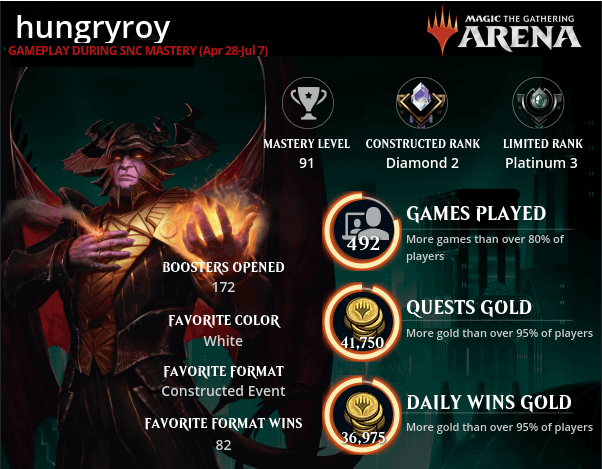 hungryroy
GAMEPLAY DURING SNC MASTERY (Apr 28-Jul 7)
MAGIC THE GATHERING
ARENA
MASTERY LEVEL
91
CONSTRUCTED RANK
Diamond 2
LIMITED RANK
Platinum 3
492
GAMES PLAYED
More games than over 80% of
players
BOOSTERS OPENED
172
41,750
QUESTS GOLD
More gold than over 95% of players
FAVORITE COLOR
White
FAVORITE FORMAT
Constructed Event
36,975
DAILY WINS GOLD
More gold than over 95% of players
FAVORITE FORMAT WINS
82